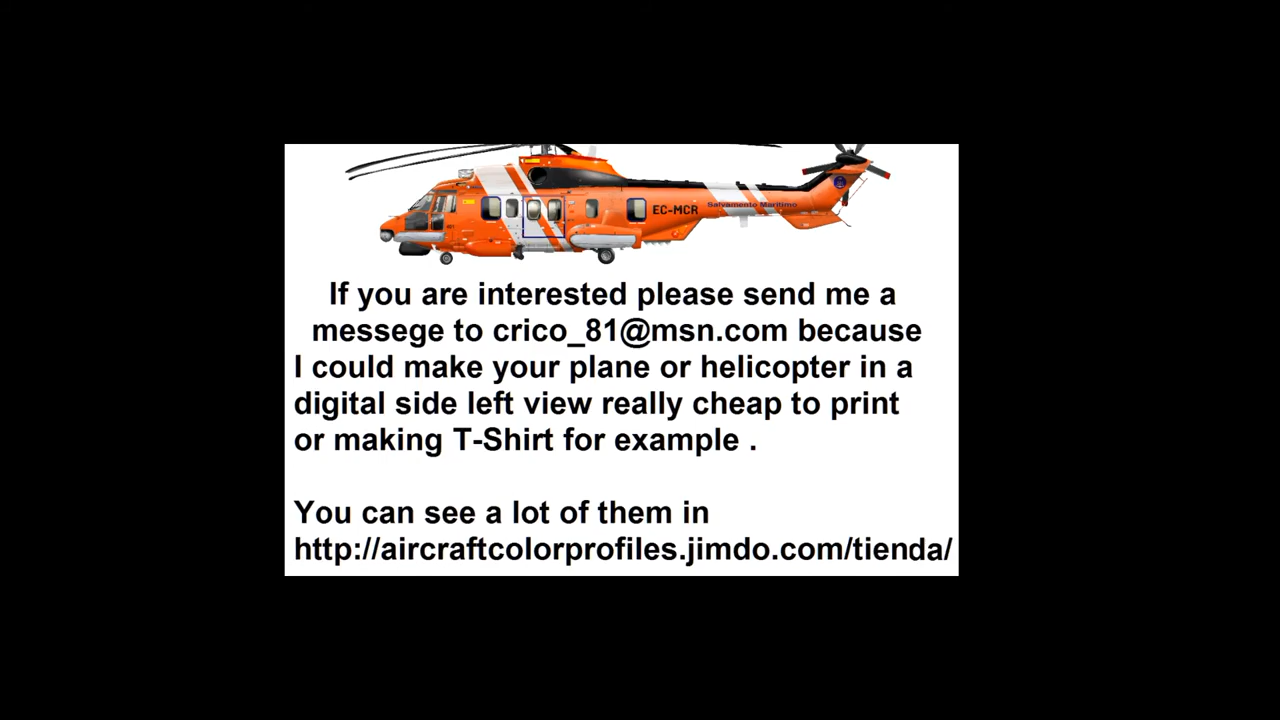 EC-MCR
Salvamento Marítimo
If you are interested please send me a
messege to crico_81@msn.com because
I could make your plane or helicopter in a
digital side left view really cheap to print
or making T-Shirt for example .
You can see a lot of them in
http://aircraftcolorprofiles.jimdo.com/tienda/